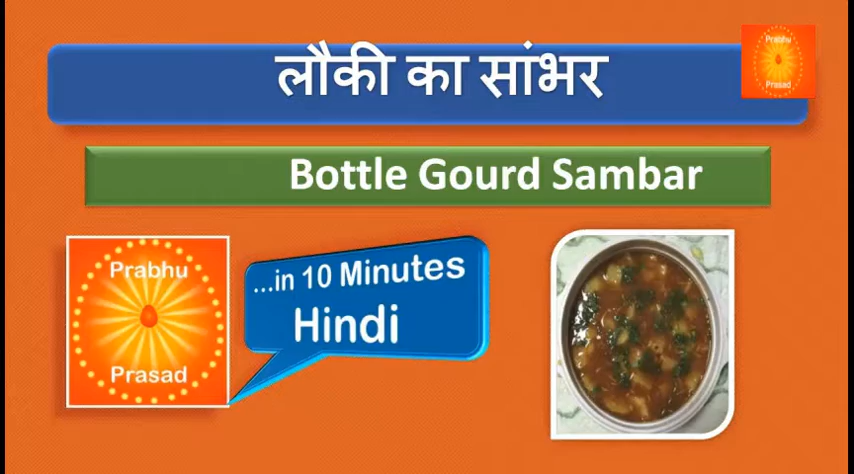 लौकी का सांभर
Prabhu
Prasad
Bottle Gourd Sambar
Prabhu
Prasad
...in 10 Minutes
Hindi